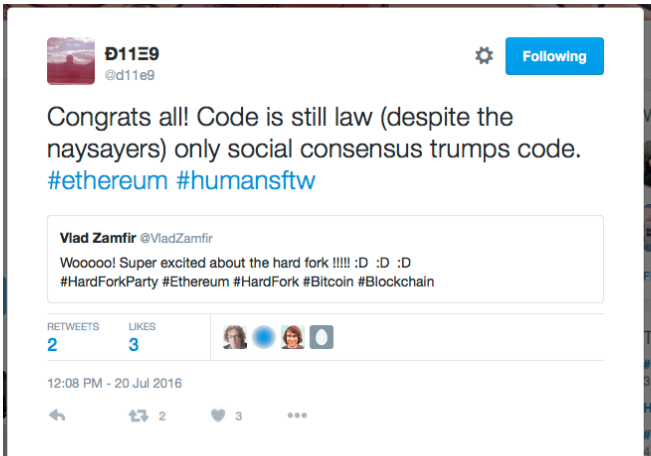 Ð11Ξ9
@d11e9
Following
Congrats all! Code is still law (despite the
naysayers) only social consensus trumps code.
#ethereum #humansftw
Vlad Zamfir @VladZamfir
Wooooo! Super excited about the hard fork !!!!! :D :D :D
#HardForkParty #Ethereum #HardFork #Bitcoin #Blockchain
RETWEETS LIKES
2 3
12:08 PM - 20 Jul 2016
2 3